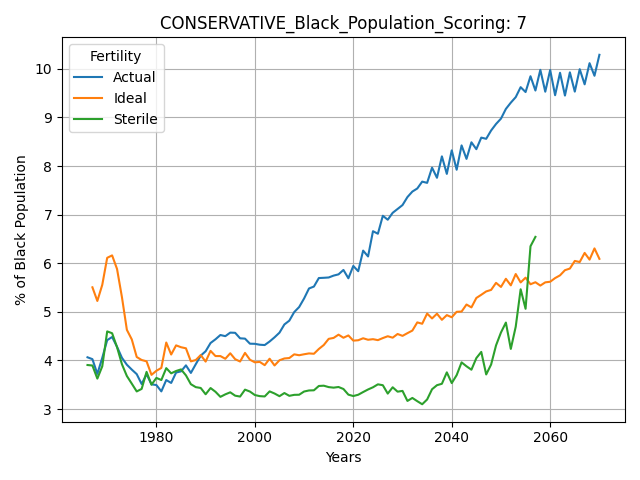 CONSERVATIVE_Black_Population_Scoring: 7
Fertility
Actual
Ideal
Sterile
% of Black Population
10
9
8
7
6
5
4
3
1980 2000 2020 2040 2060
Years